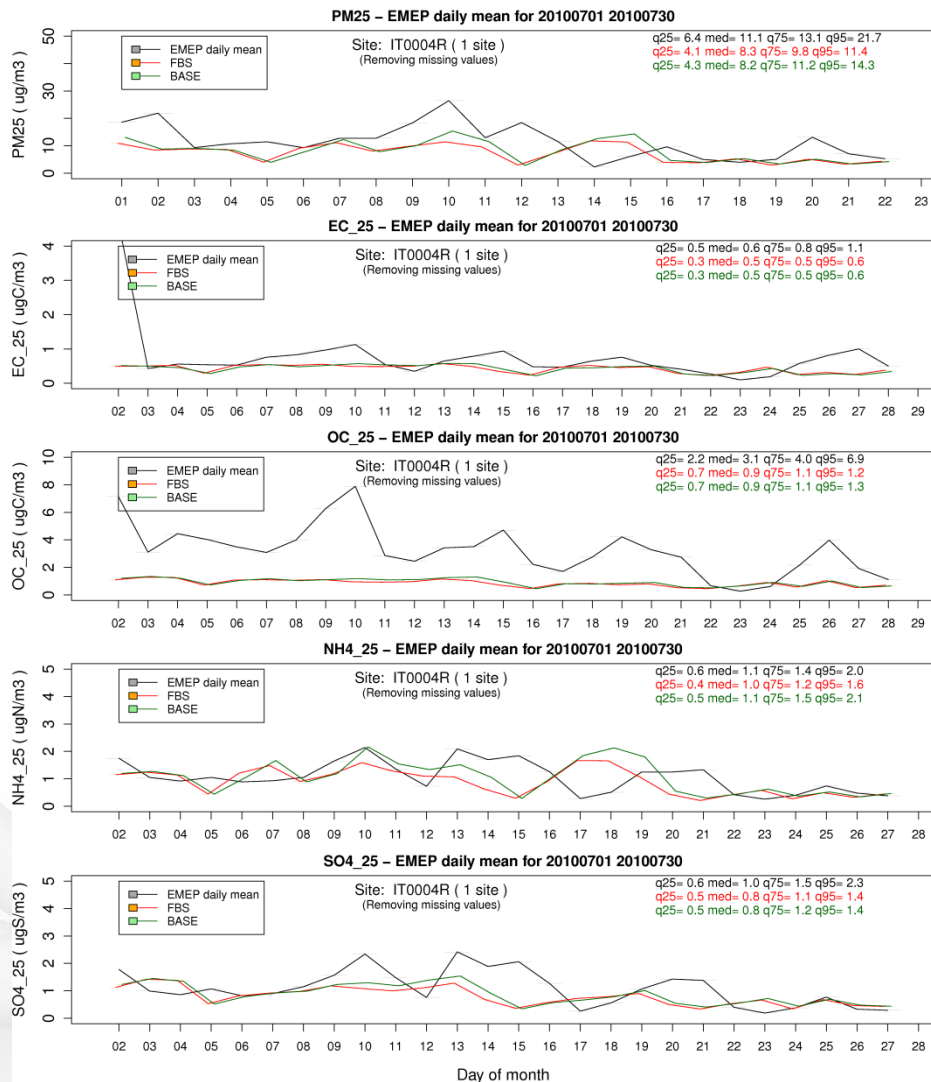 PM25 − EMEP daily mean for 20100701 20100730
PM25 ( ug/m3 )
50
30
10
0
EMEP daily mean
FBS
BASE
Site: IT0004R ( 1 site )
(Removing missing values)
q25= 6.4 med= 11.1 q75= 13.1 q95= 21.7
q25= 4.1 med= 8.3 q75= 9.8 q95= 11.4
q25= 4.3 med= 8.2 q75= 11.2 q95= 14.3
01 02 03 04 05 06 07 08 09 10 11 12 13 14 15 16 17 18 19 20 21 22 23
EC_25 − EMEP daily mean for 20100701 20100730
EC_25 ( ugC/m3 )
4
3
2
1
0
EMEP daily mean
FBS
BASE
Site: IT0004R ( 1 site )
(Removing missing values)
q25= 0.5 med= 0.6 q75= 0.8 q95= 1.1
q25= 0.3 med= 0.5 q75= 0.5 q95= 0.6
q25= 0.3 med= 0.5 q75= 0.5 q95= 0.6
02 03 04 05 06 07 08 09 10 11 12 13 14 15 16 17 18 19 20 21 22 23 24 25 26 27 28 29
OC_25 − EMEP daily mean for 20100701 20100730
OC_25 ( ugC/m3 )
10
8
6
4
2
0
EMEP daily mean
FBS
BASE
Site: IT0004R ( 1 site )
(Removing missing values)
q25= 2.2 med= 3.1 q75= 4.0 q95= 6.9
q25= 0.7 med= 0.9 q75= 1.1 q95= 1.2
q25= 0.7 med= 0.9 q75= 1.1 q95= 1.3
02 03 04 05 06 07 08 09 10 11 12 13 14 15 16 17 18 19 20 21 22 23 24 25 26 27 28 29
NH4_25 − EMEP daily mean for 20100701 20100730
NH4_25 ( ugN/m3 )
5
4
3
2
1
0
EMEP daily mean
FBS
BASE
Site: IT0004R ( 1 site )
(Removing missing values)
q25= 0.6 med= 1.1 q75= 1.4 q95= 2.0
q25= 0.4 med= 1.0 q75= 1.2 q95= 1.6
q25= 0.5 med= 1.1 q75= 1.5 q95= 2.1
02 03 04 05 06 07 08 09 10 11 12 13 14 15 16 17 18 19 20 21 22 23 24 25 26 27 28
SO4_25 − EMEP daily mean for 20100701 20100730
SO4_25 ( ugS/m3 )
5
4
3
2
1
0
EMEP daily mean
FBS
BASE
Site: IT0004R ( 1 site )
(Removing missing values)
q25= 0.6 med= 1.0 q75= 1.5 q95= 2.3
q25= 0.5 med= 0.8 q75= 1.1 q95= 1.4
q25= 0.5 med= 0.8 q75= 1.2 q95= 1.4
02 03 04 05 06 07 08 09 10 11 12 13 14 15 16 17 18 19 20 21 22 23 24 25 26 27 28
Day of month